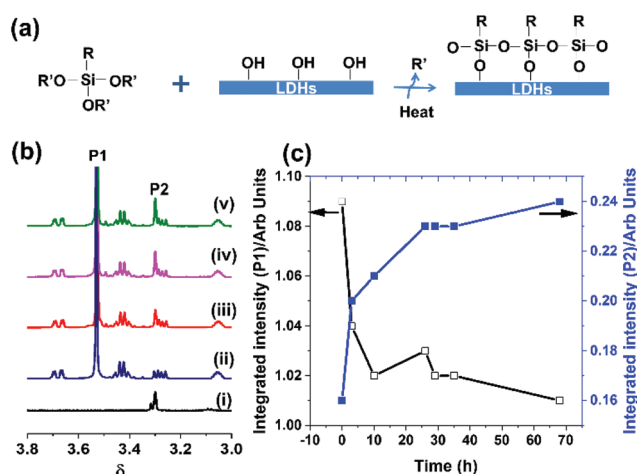 (a)
R
R'O Si OR'
OR'
+
OH OH OH
LDHs
R'
Heat
R R R
O Si O Si O Si O
O O O
LDHs
(b)
P1
P2
(v)
(iv)
(iii)
(ii)
(i)
3.8 3.6 3.4 3.2 3.0
δ
(c)
Integrated intensity (P1)/Arb Units
1.10
1.08
1.06
1.04
1.02
1.00
-10 0 10 20 30 40 50 60 70
Time (h)
0.24
0.22
0.20
0.18
0.16
Integrated intensity (P2)/Arb Units